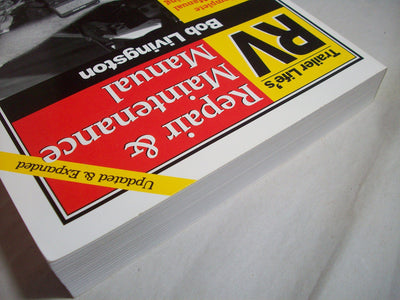 Trailer Life's
RV
Repair &
Maintenance
Manual
Bob Livingston
Updated & Expanded